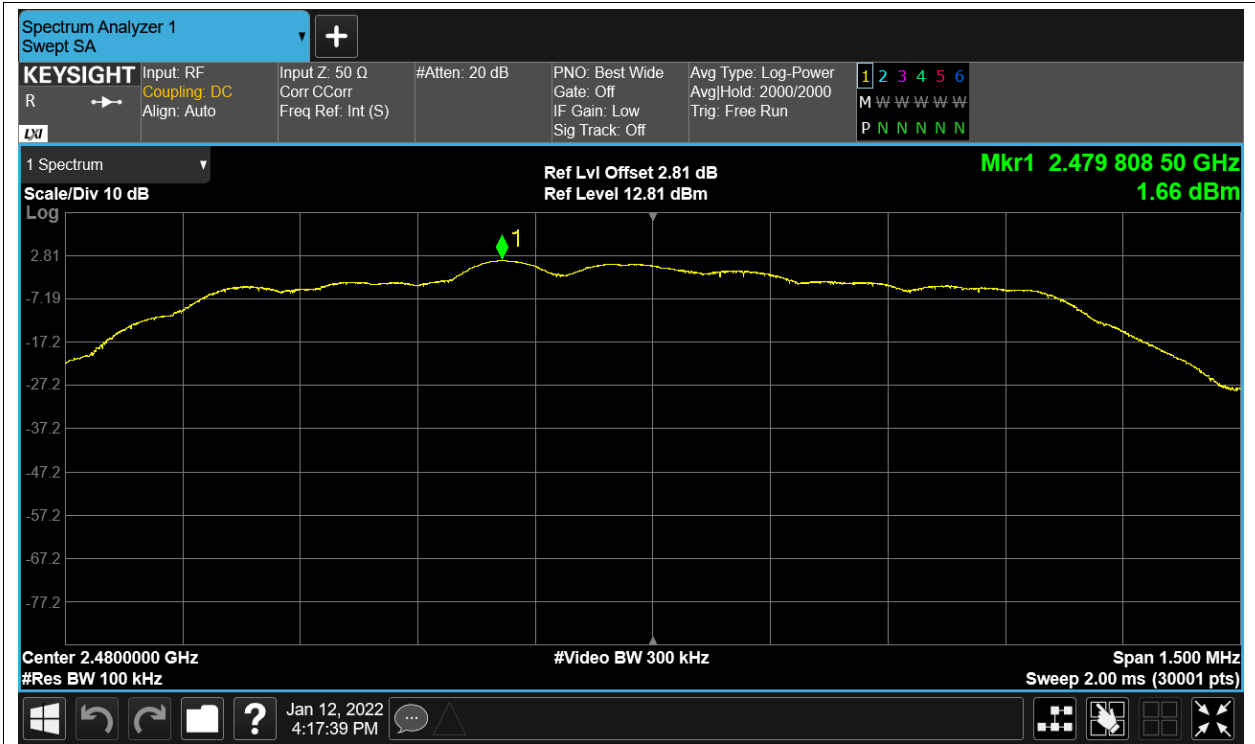 Spectrum Analyzer 1
Swept SA
+
KEYSIGHT
R
LXI
Input: RF
Coupling: DC
Align: Auto
Input Z: 50 Ω
Corr CCorr
Freq Ref: Int (S)
#Atten: 20 dB
PNO: Best Wide
Gate: Off
IF Gain: Low
Sig Track: Off
Avg Type: Log-Power
Avg|Hold: 2000/2000
Trig: Free Run
1 2 3 4 5 6
M W W W W W
P N N N N N
1 Spectrum
Scale/Div 10 dB
Log
Ref Lvl Offset 2.81 dB
Ref Level 12.81 dBm
Mkr1 2.479 808 50 GHz
1.66 dBm
1
2.81
-7.19
-17.2
-27.2
-37.2
-47.2
-57.2
-67.2
-77.2
Center 2.4800000 GHz
#Res BW 100 kHz
#Video BW 300 kHz
Span 1.500 MHz
Sweep 2.00 ms (30001 pts)
?
Jan 12, 2022
4:17:39 PM